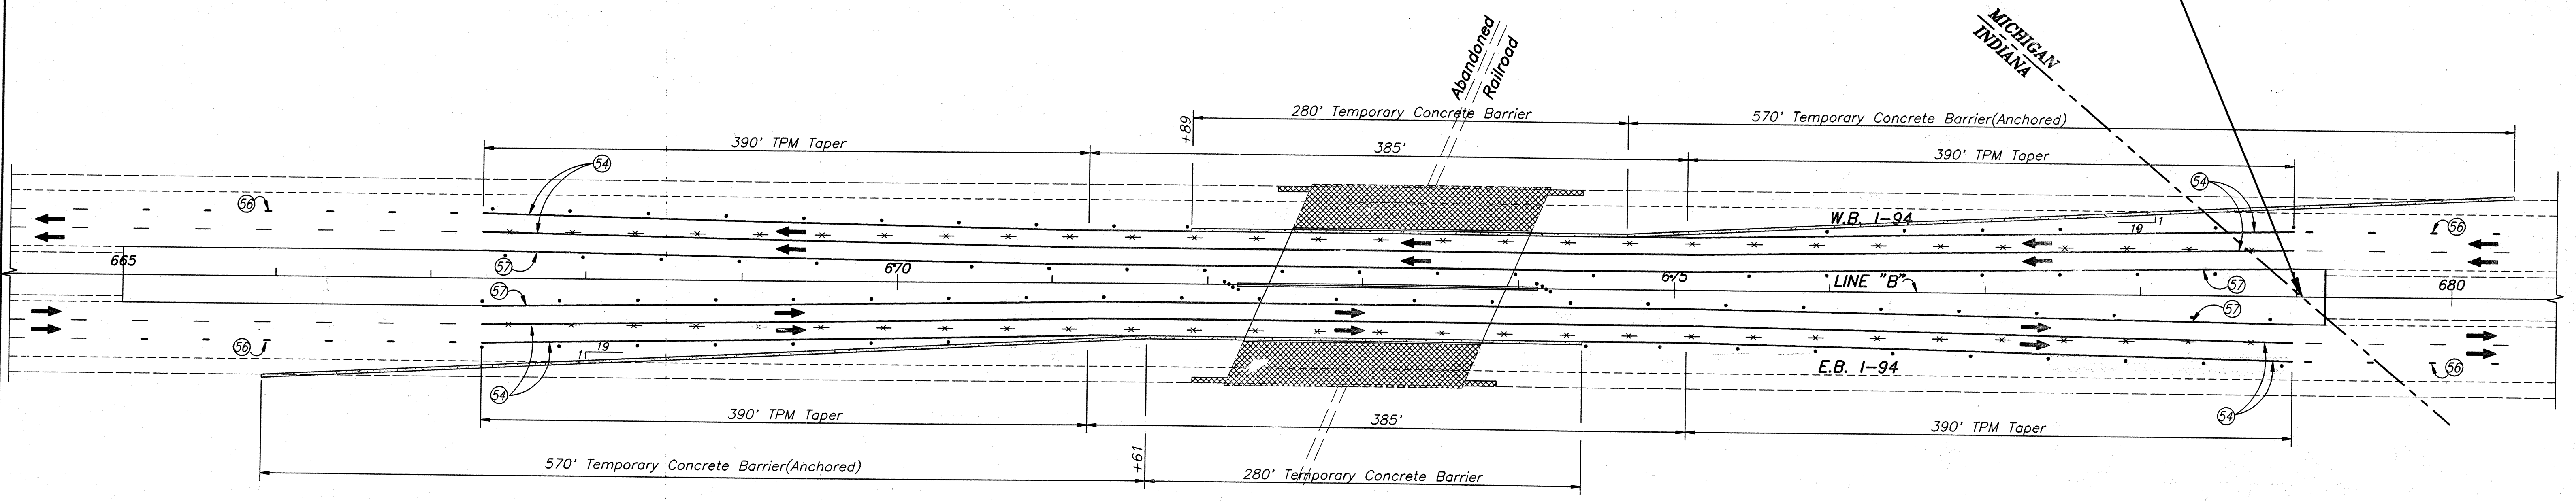 MICHIGAN
INDIANA
Abandoned
Railroad
280' Temporary Concrete Barrier
570' Temporary Concrete Barrier(Anchored)
+89
390' TPM Taper
385'
390' TPM Taper
54
54
56
W.B. I-94
1
19
56
665
57
670
675
LINE "B"
57
680
57
57
56
1
19
E.B. I-94
56
54
54
390' TPM Taper
385'
390' TPM Taper
+61
570' Temporary Concrete Barrier(Anchored)
280' Temporary Concrete Barrier